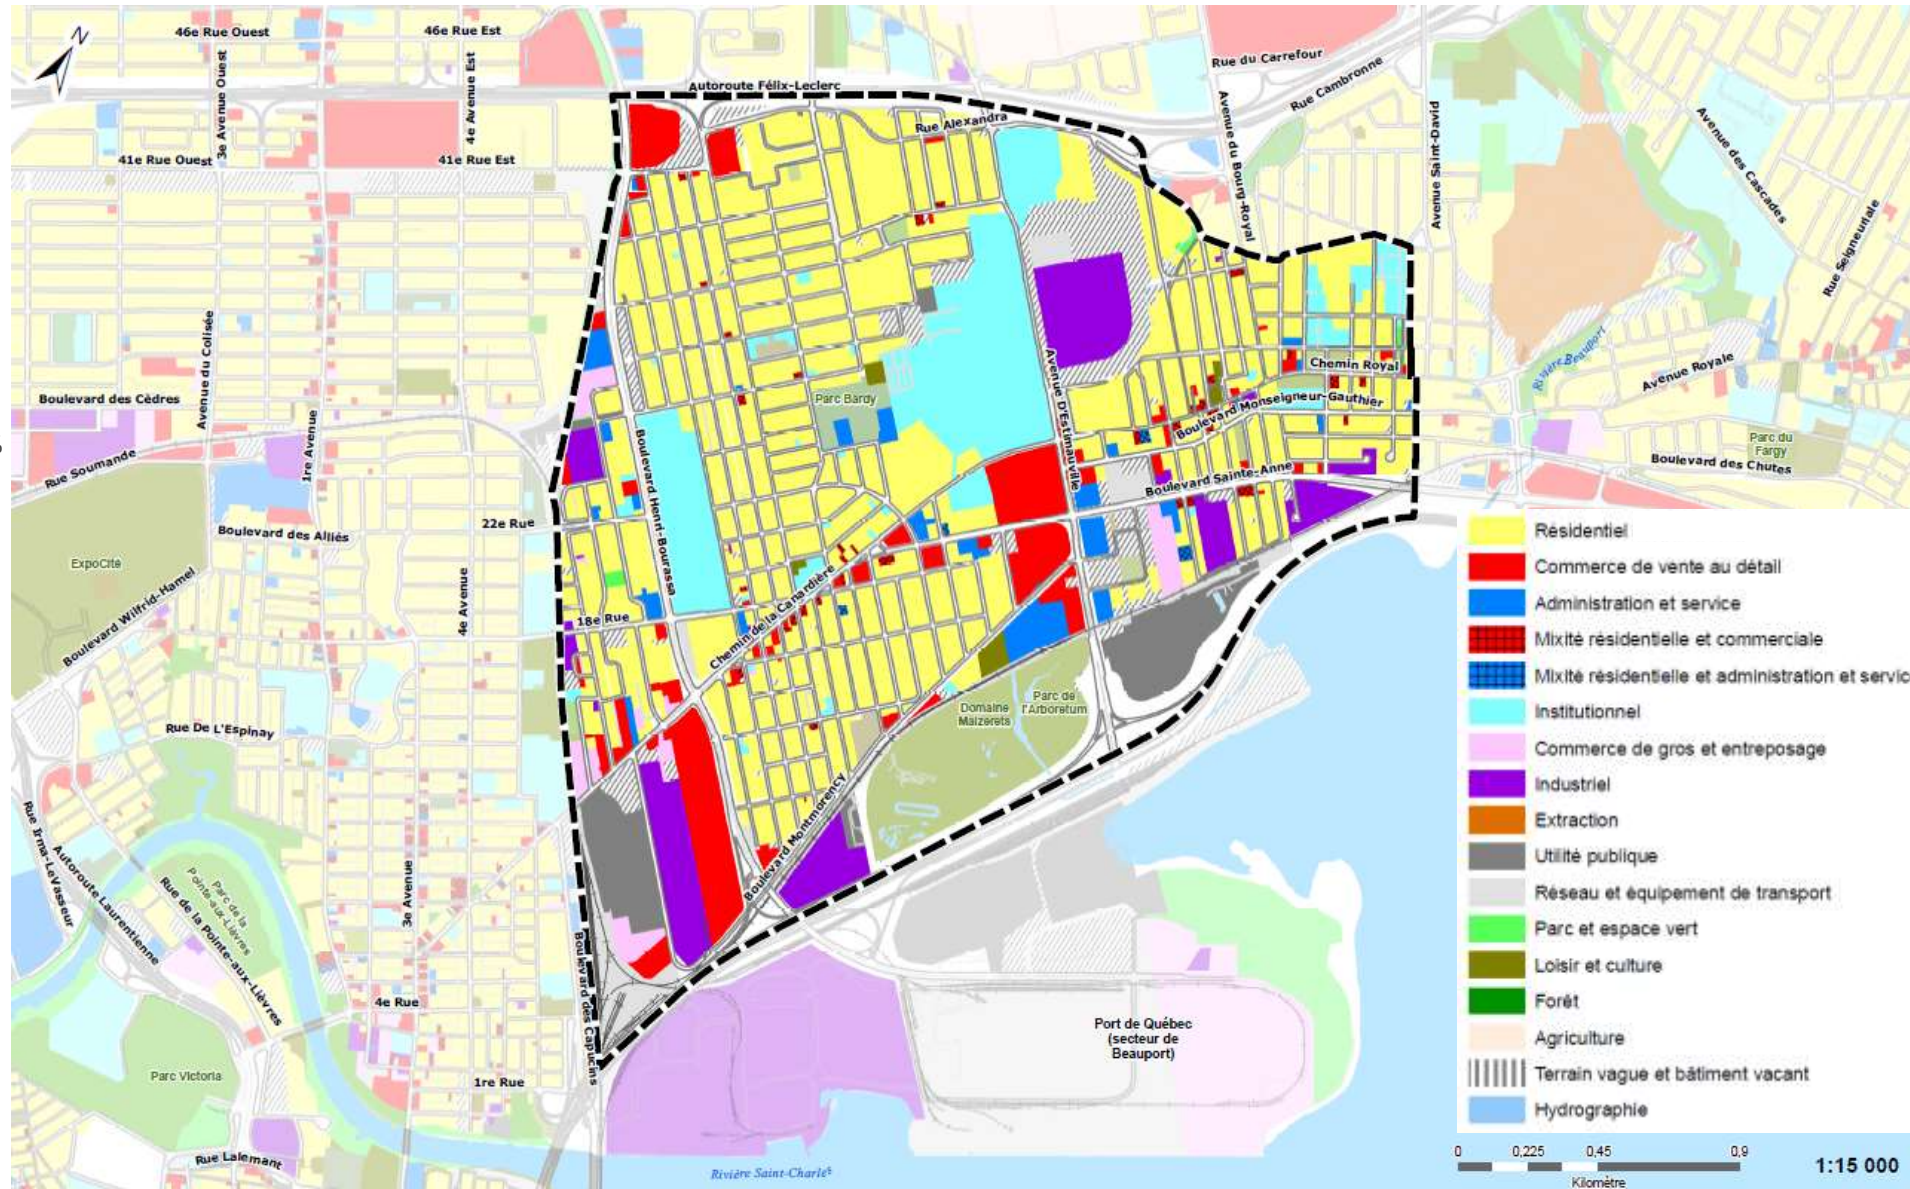 N
46e Rue Ouest
46e Rue Est
3e Avenue Ouest
4e Avenue Est
41e Rue Ouest
41e Rue Est
Autoroute Félix-Leclerc
Rue Alexandra
Rue du Carrefour
Rue Cambronne
Avenue du Bourg-Royal
Avenue Saint-David
Avenue des Cascades
Rue Seigneuriale
Avenue du Colisée
Boulevard des Cèdres
1re Avenue
Rue Soumande
Boulevard Henri-Bourassa
Parc Bardy
Avenue D'Estimauville
Chemin Royal
Boulevard Monseigneur-Gauthier
Boulevard Sainte-Anne
Rivière Beauport
Avenue Royale
Parc du
Fargy
Boulevard des Chutes
ExpoCité
Boulevard des Alliés
22e Rue
Boulevard Wilfrid-Hamel
4e Avenue
18e Rue
Chemin de la Canardière
Rue De L'Espinay
Domaine
Maizerets
Parc de
l'Arboretum
Boulevard Montmorency
Rue Irma-LeVasseur
Autoroute Laurentienne
Parc de la
Pointe-aux-Lièvres
Rue de la Pointe-aux-Lièvres
3e Avenue
4e Rue
Boulevard des Capucins
Parc Victoria
1re Rue
Rue Lalemant
Port de Québec
(secteur de
Beauport)
Rivière Saint-Charles
Résidentiel
Commerce de vente au détail
Administration et service
Mixité résidentielle et commerciale
Mixité résidentielle et administration et servic
Institutionnel
Commerce de gros et entreposage
Industriel
Extraction
Utilité publique
Réseau et équipement de transport
Parc et espace vert
Loisir et culture
Forêt
Agriculture
Terrain vague et bâtiment vacant
Hydrographie
0 0,225 0,45 0,9
Kilomètre
1:15 000